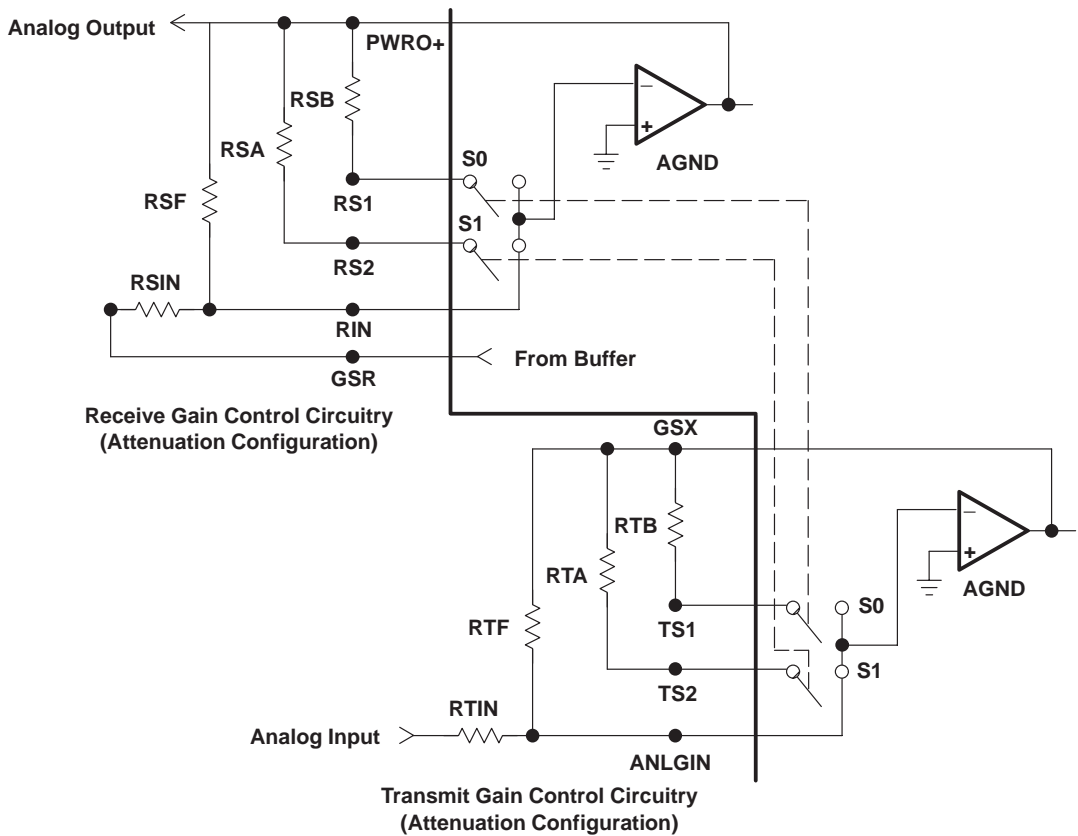 Analog Output
PWRO+
RSB
–
+
AGND
RSA
S0
RS1
RSF
S1
RS2
RSIN
RIN
From Buffer
GSR
Receive Gain Control Circuitry
(Attenuation Configuration)
GSX
RTB
–
+
AGND
RTA
S0
TS1
RTF
S1
TS2
RTIN
Analog Input
ANLGIN
Transmit Gain Control Circuitry
(Attenuation Configuration)